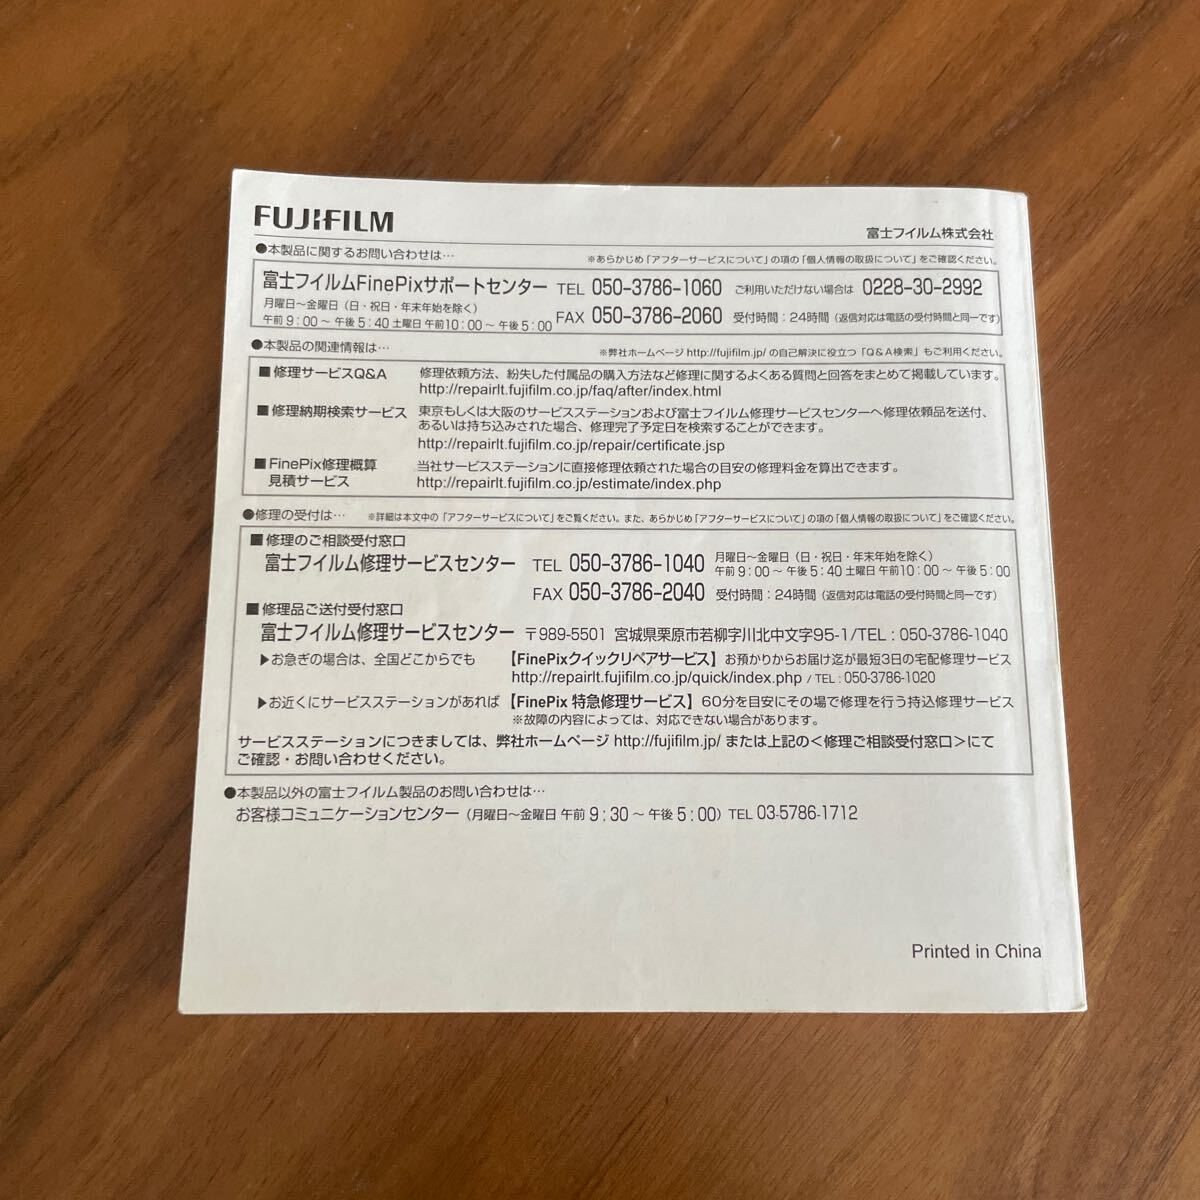 FUJIFILM
富士フイルム株式会社
●本製品に関するお問い合わせは…
※あらかじめ「アフターサービスについて」の項の「個人情報の取扱について」をご確認ください。
富士フイルムFinePixサポートセンター TEL 050-3786-1060 ご利用いただけない場合は 0228-30-2992
月曜日〜金曜日（日・祝日・年末年始を除く）
午前9:00〜午後5:40 土曜日 午前10:00〜午後5:00 FAX 050-3786-2060 受付時間：24時間（返信対応は電話の受付時間と同一です）
●本製品の関連情報は…
※弊社ホームページ http://fujifilm.jp/ の自己解決に役立つ「Q&A検索」もご利用ください。
■修理サービスQ&A 修理依頼方法、紛失した付属品の購入方法など修理に関するよくある質問と回答をまとめて掲載しています。
http://repairlt.fujifilm.co.jp/faq/after/index.html
■修理納期検索サービス 東京もしくは大阪のサービスステーションおよび富士フイルム修理サービスセンターへ修理依頼品を送付、
あるいは持ち込みされた場合、修理完了予定日を検索することができます。
http://repairlt.fujifilm.co.jp/repair/certificate.jsp
■FinePix修理概算 当社サービスステーションに直接修理依頼された場合の目安の修理料金を算出できます。
見積サービス http://repairlt.fujifilm.co.jp/estimate/index.php
●修理の受付は… ※詳細は本文中の「アフターサービスについて」をご覧ください。また、あらかじめ「アフターサービスについて」の項の「個人情報の取扱について」をご確認ください。
■修理のご相談受付窓口
富士フイルム修理サービスセンター TEL 050-3786-1040 月曜日〜金曜日（日・祝日・年末年始を除く）
午前9:00〜午後5:40 土曜日 午前10:00〜午後5:00
FAX 050-3786-2040 受付時間：24時間（返信対応は電話の受付時間と同一です）
■修理品ご送付受付窓口
富士フイルム修理サービスセンター 〒989-5501 宮城県栗原市若柳字川北中文字95-1/TEL：050-3786-1040
▶お急ぎの場合は、全国どこからでも 【FinePixクイックリペアサービス】お預かりからお届け迄が最短3日の宅配修理サービス
http://repairlt.fujifilm.co.jp/quick/index.php / TEL：050-3786-1020
▶お近くにサービスステーションがあれば 【FinePix 特急修理サービス】60分を目安にその場で修理を行う持込修理サービス
※故障の内容によっては、対応できない場合があります。
サービスステーションにつきましては、弊社ホームページ http://fujifilm.jp/ または上記の＜修理ご相談受付窓口＞にて
ご確認・お問い合わせください。
●本製品以外の富士フイルム製品のお問い合わせは…
お客様コミュニケーションセンター（月曜日〜金曜日 午前9:30〜午後5:00）TEL 03-5786-1712
Printed in China